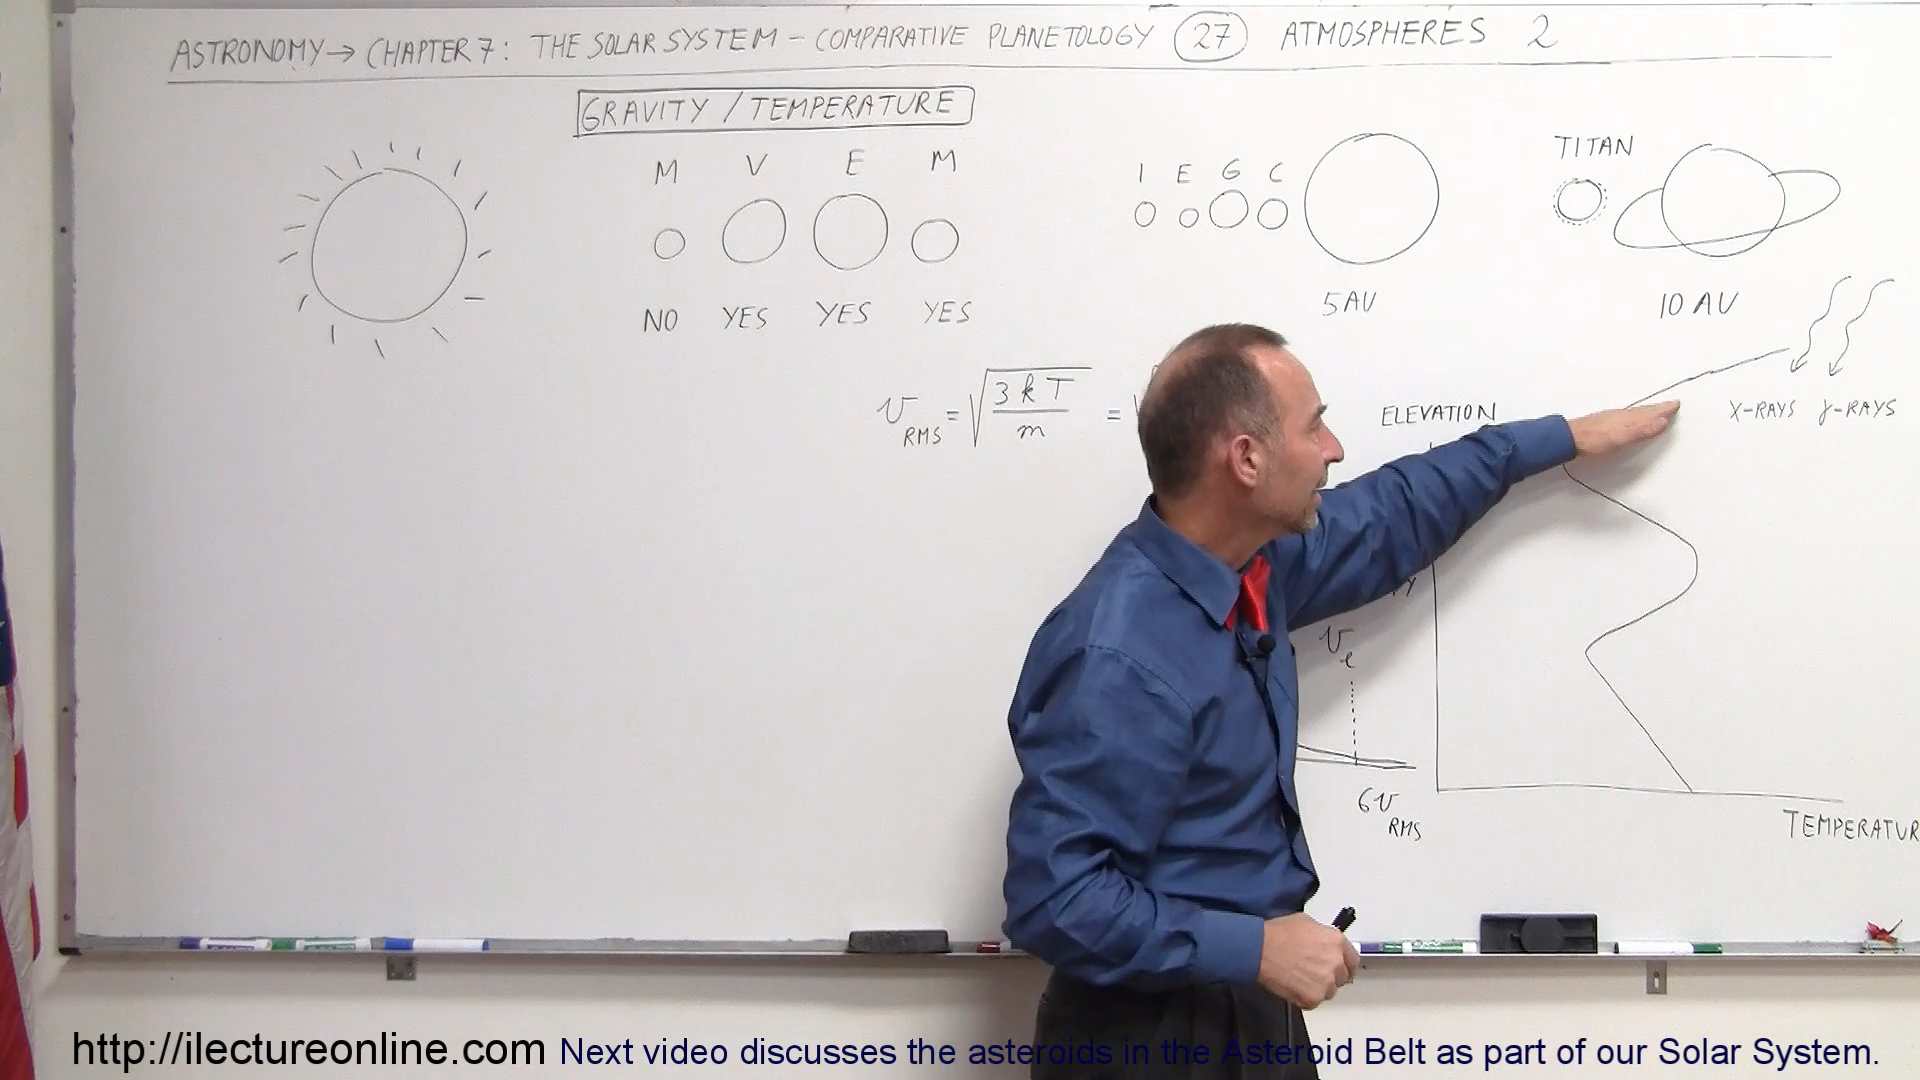 ASTRONOMY → CHAPTER 7: THE SOLAR SYSTEM – COMPARATIVE PLANETOLOGY 27 ATMOSPHERES 2
GRAVITY / TEMPERATURE
M V E M
NO YES YES YES
I E G C
5AU
TITAN
10 AU
v RMS = √ 3kT / m =
ELEVATION
X-RAYS γ-RAYS
v e
6v RMS
TEMPERATUR
http://ilectureonline.com Next video discusses the asteroids in the Asteroid Belt as part of our Solar System.